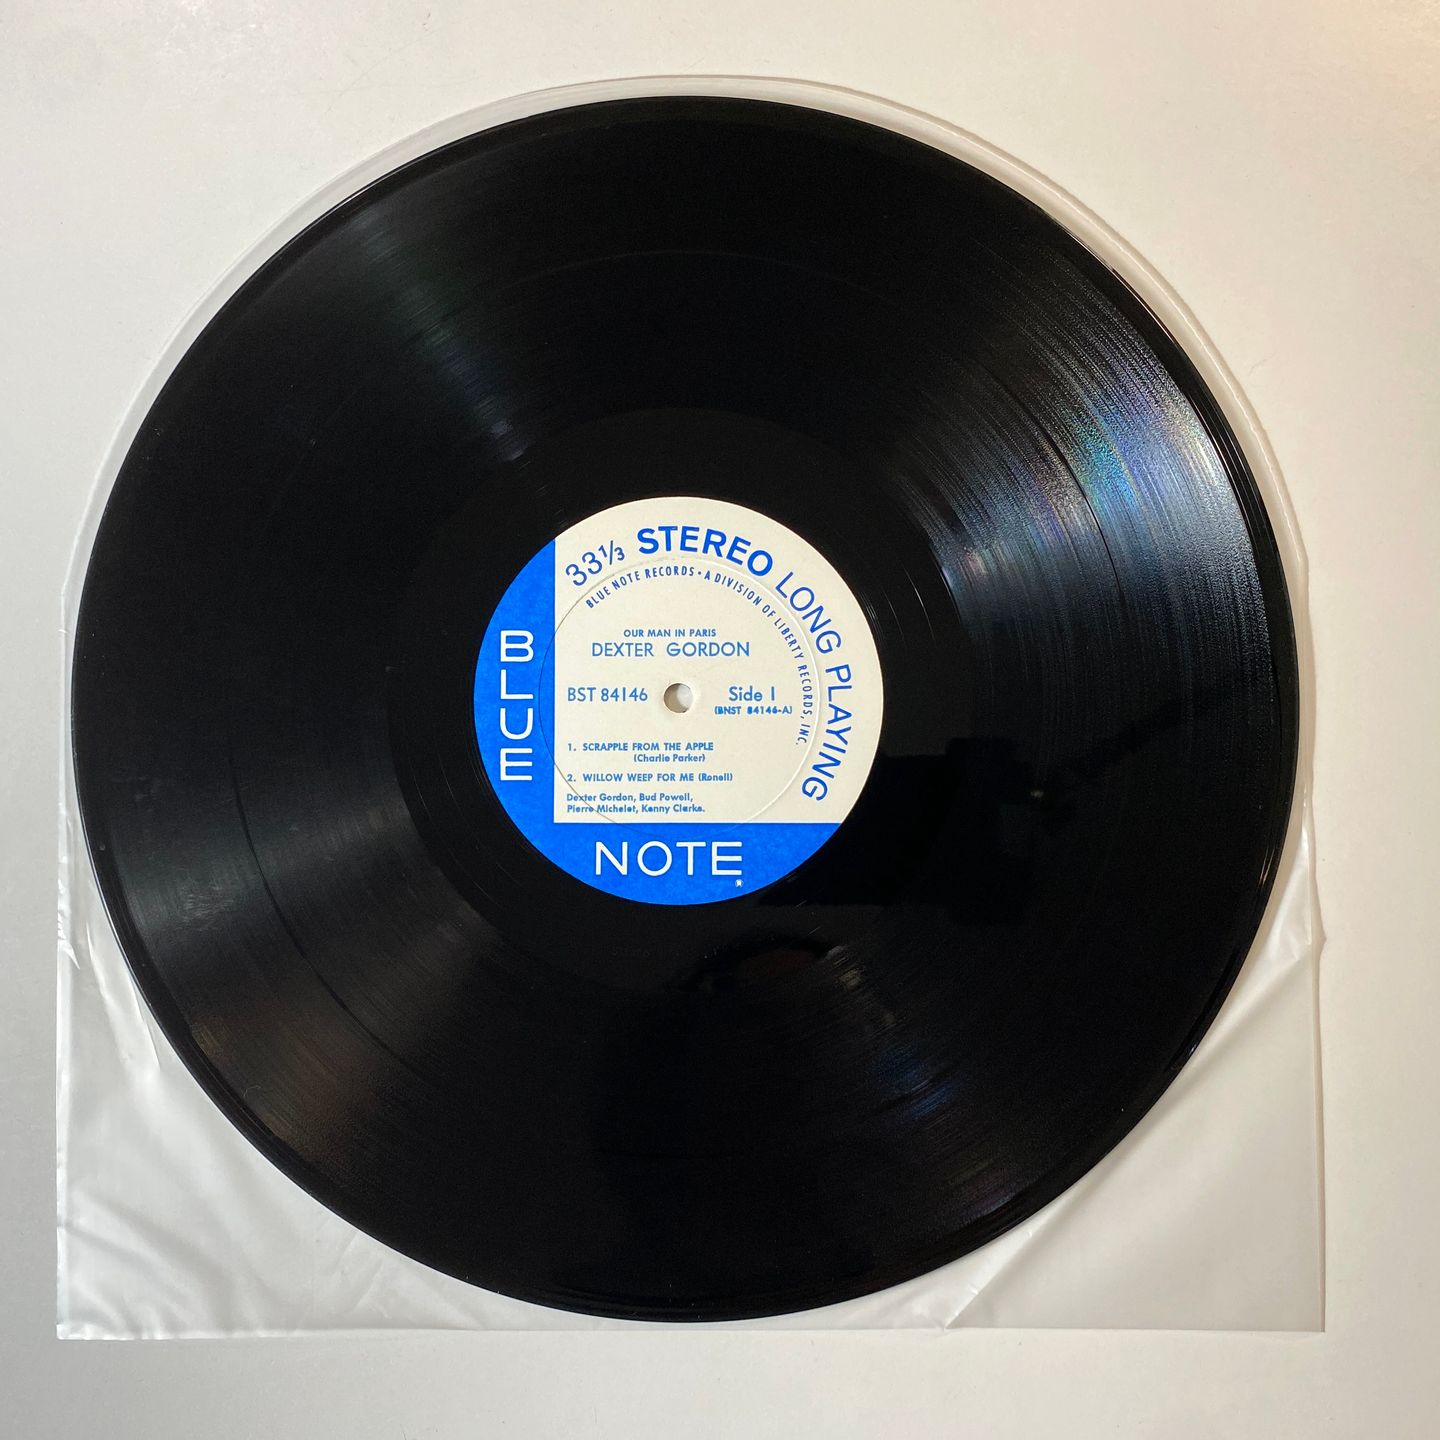 33⅓ STEREO LONG PLAYING
BLUE NOTE RECORDS • A DIVISION OF LIBERTY RECORDS, INC.
OUR MAN IN PARIS
DEXTER GORDON
BST 84146
Side 1
(BNST 84146-A)
1. SCRAPPLE FROM THE APPLE
(Charlie Parker)
2. WILLOW WEEP FOR ME (Ronell)
Dexter Gordon, Bud Powell,
Pierre Michelot, Kenny Clarke.
BLUE
NOTE
®